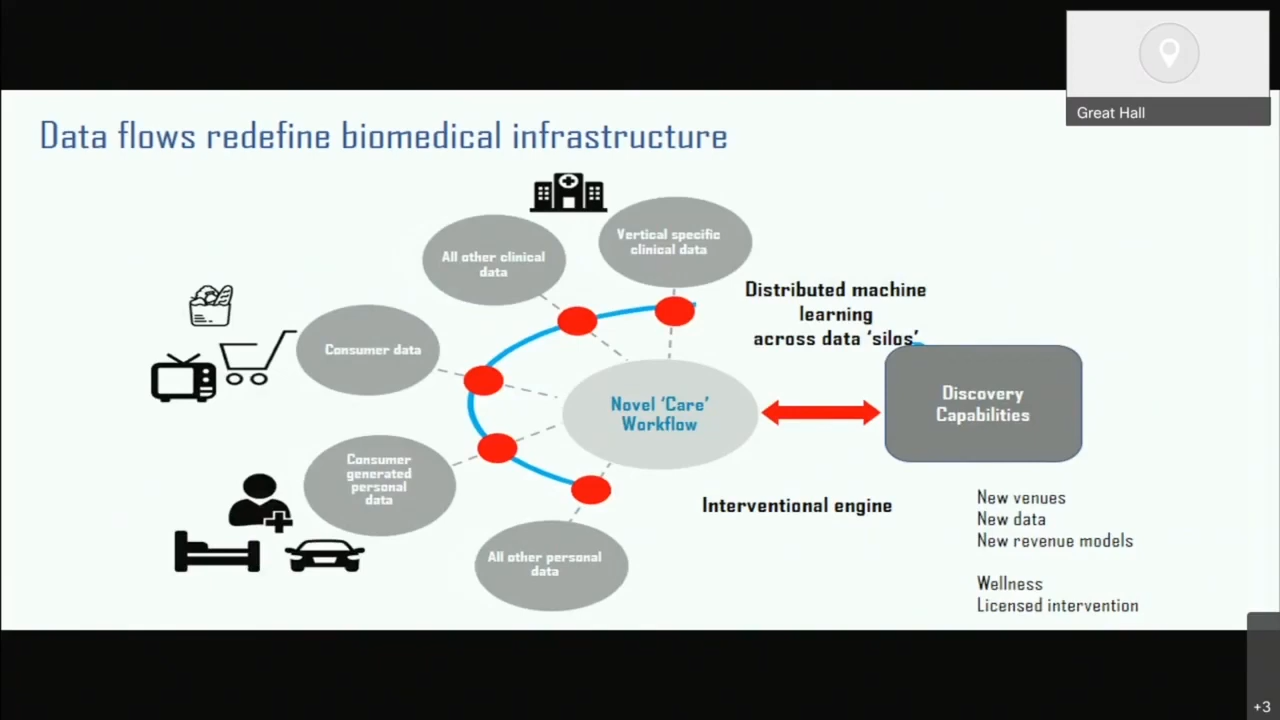 Great Hall
Data flows redefine biomedical infrastructure
Vertical specific
clinical data
All other clinical
data
Distributed machine
learning
across data ‘silos’
Consumer data
Novel ‘Care’
Workflow
Discovery
Capabilities
Consumer
generated
personal
data
Interventional engine
New venues
New data
New revenue models
All other personal
data
Wellness
Licensed intervention
+3